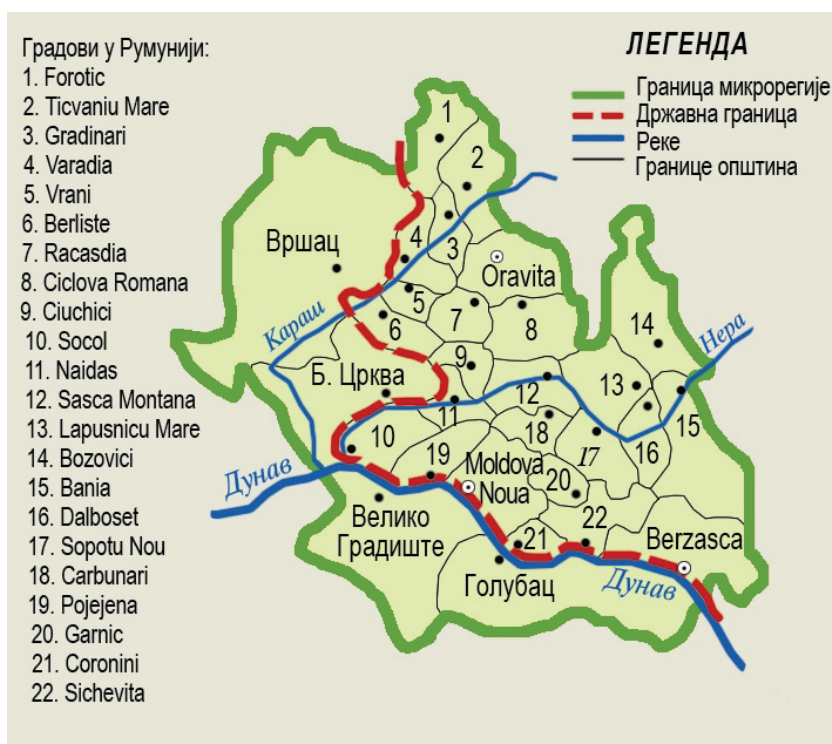 Градови у Румунији:
1. Forotic
2. Ticvaniu Mare
3. Gradinari
4. Varadia
5. Vrani
6. Berliste
7. Racasdia
8. Ciclova Romana
9. Ciuchici
10. Socol
11. Naidas
12. Sasca Montana
13. Lapusnicu Mare
14. Bozovici
15. Bania
16. Dalboset
17. Sopotu Nou
18. Carbunari
19. Pojejena
20. Garnic
21. Coronini
22. Sichevita
ЛЕГЕНДА
Граница микрорегије
Државна граница
Реке
Границе општина
1
2
3
4
Вршац
Oravita
5
6
7
8
Караш
14
Нера
9
Б. Црква
13
12
15
11
10
18
17
16
19
Moldova
Noua
20
Дунав
Велико
Градиште
21
22
Berzasca
Голубац
Дунав